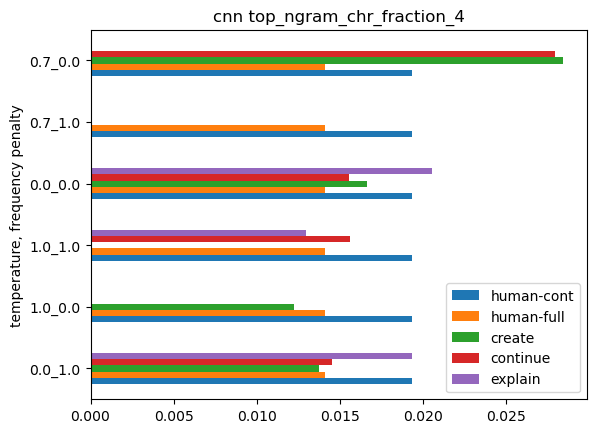 cnn top_ngram_chr_fraction_4
temperature, frequency penalty
0.7_0.0
0.7_1.0
0.0_0.0
1.0_1.0
1.0_0.0
0.0_1.0
0.000 0.005 0.010 0.015 0.020 0.025
human-cont
human-full
create
continue
explain